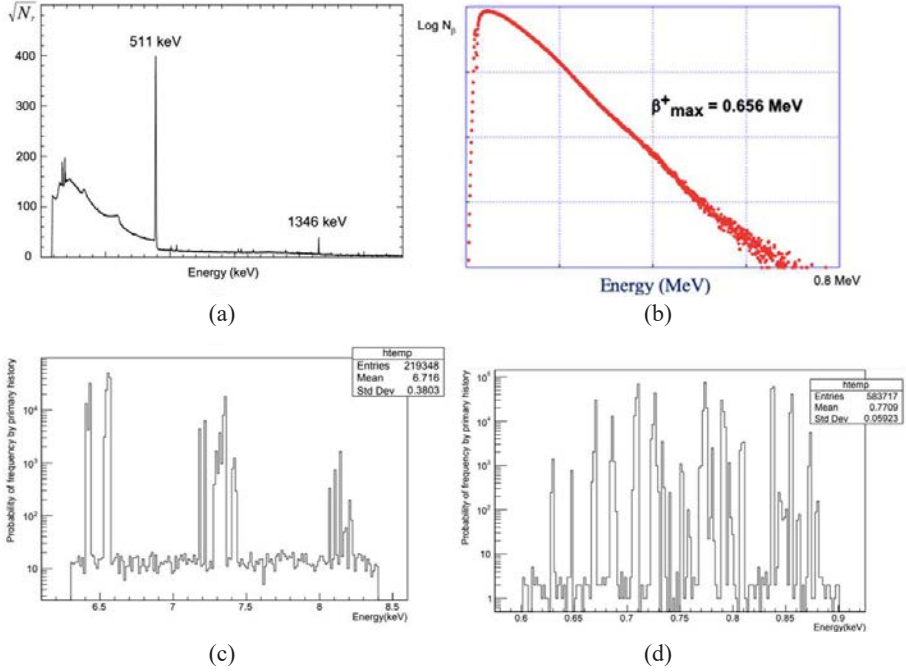 √Nr
511 keV
400
300
200
100
0
1346 keV
Energy (keV)
(a)
Log Nβ
β+max = 0.656 MeV
Energy (MeV)
0.8 MeV
(b)
htemp
Entries 219348
Mean 6.716
Std Dev 0.3803
Probability of frequency by primary history
10⁴
10³
10²
10
6.5 7 7.5 8 8.5
Energy(keV)
(c)
htemp
Entries 583717
Mean 0.7709
Std Dev 0.05923
Probability of frequency by primary history
10⁵
10⁴
10³
10²
10
1
0.6 0.65 0.7 0.75 0.8 0.85 0.9
Energy(keV)
(d)